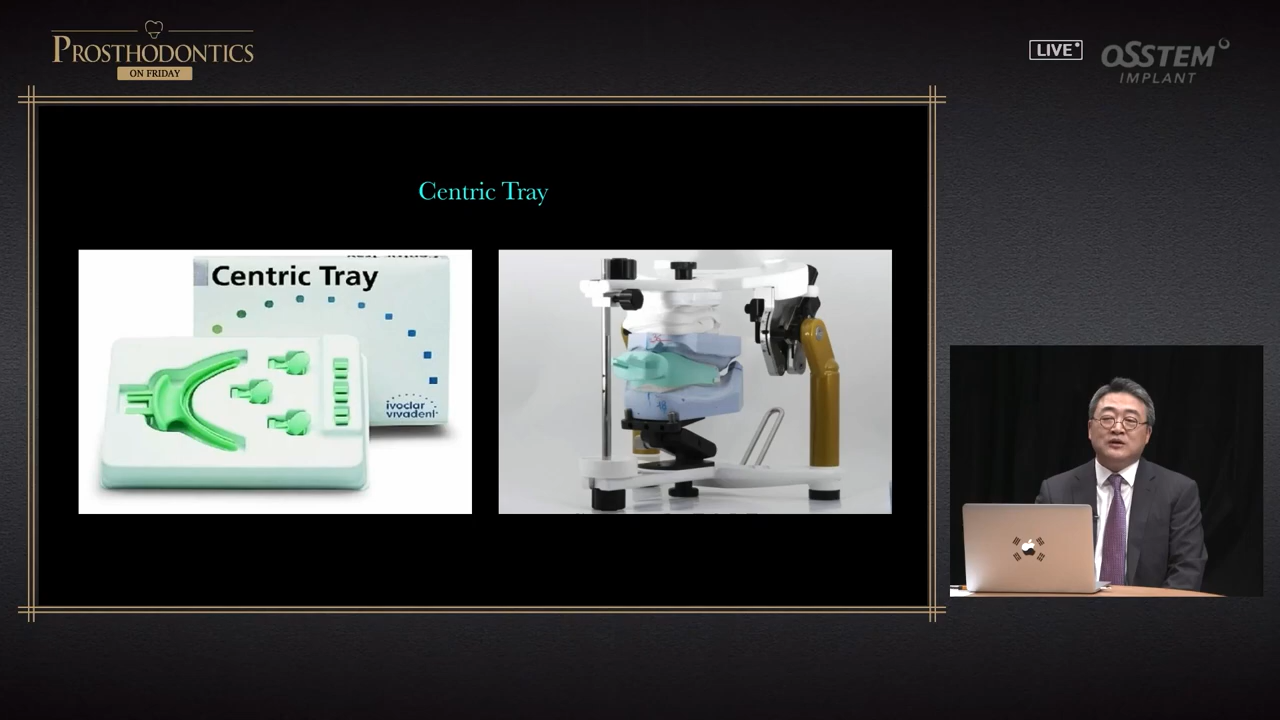 PROSTHODONTICS
ON FRIDAY
LIVE
OSSTEM
IMPLANT
Centric Tray
Centric Tray
ivoclar
vivadent